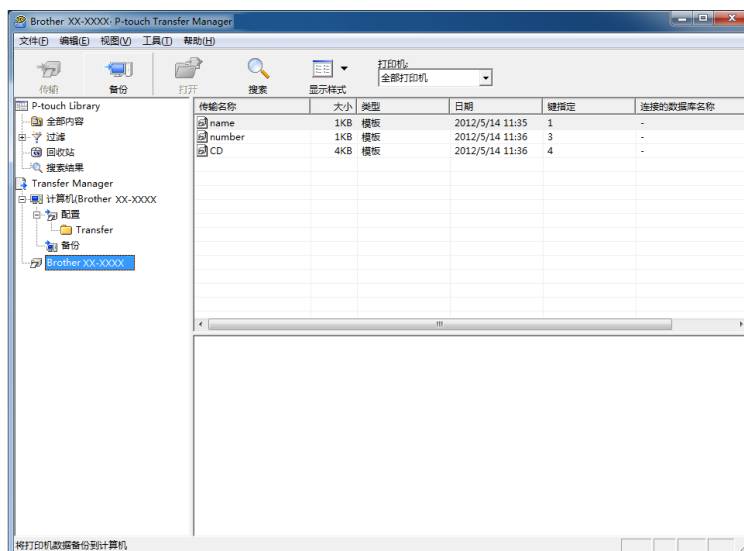 Brother XX-XXXX- P-touch Transfer Manager
文件(F) 编辑(E) 视图(V) 工具(T) 帮助(H)
传输 备份 打开 搜索 显示样式 打印机:
全部打印机
P-touch Library
全部内容
过滤
回收站
搜索结果
Transfer Manager
计算机(Brother XX-XXXX
配置
Transfer
备份
Brother XX-XXXX
传输名称 大小 类型 日期 键指定 连接的数据库名称
name 1KB 模板 2012/5/14 11:35 1 -
number 1KB 模板 2012/5/14 11:36 3 -
CD 4KB 模板 2012/5/14 11:36 4 -
将打印机数据备份到计算机